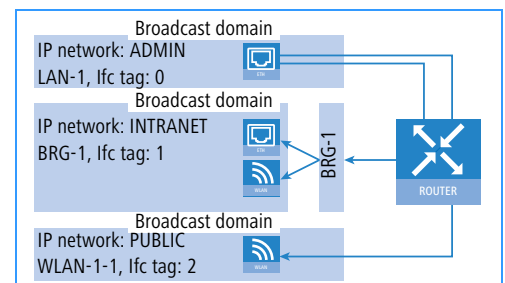 Broadcast domain
IP network: ADMIN
LAN-1, Ifc tag: 0
ETH
Broadcast domain
IP network: INTRANET
BRG-1, Ifc tag: 1
ETH
WLAN
BRG-1
ROUTER
Broadcast domain
IP network: PUBLIC
WLAN-1-1, Ifc tag: 2
WLAN